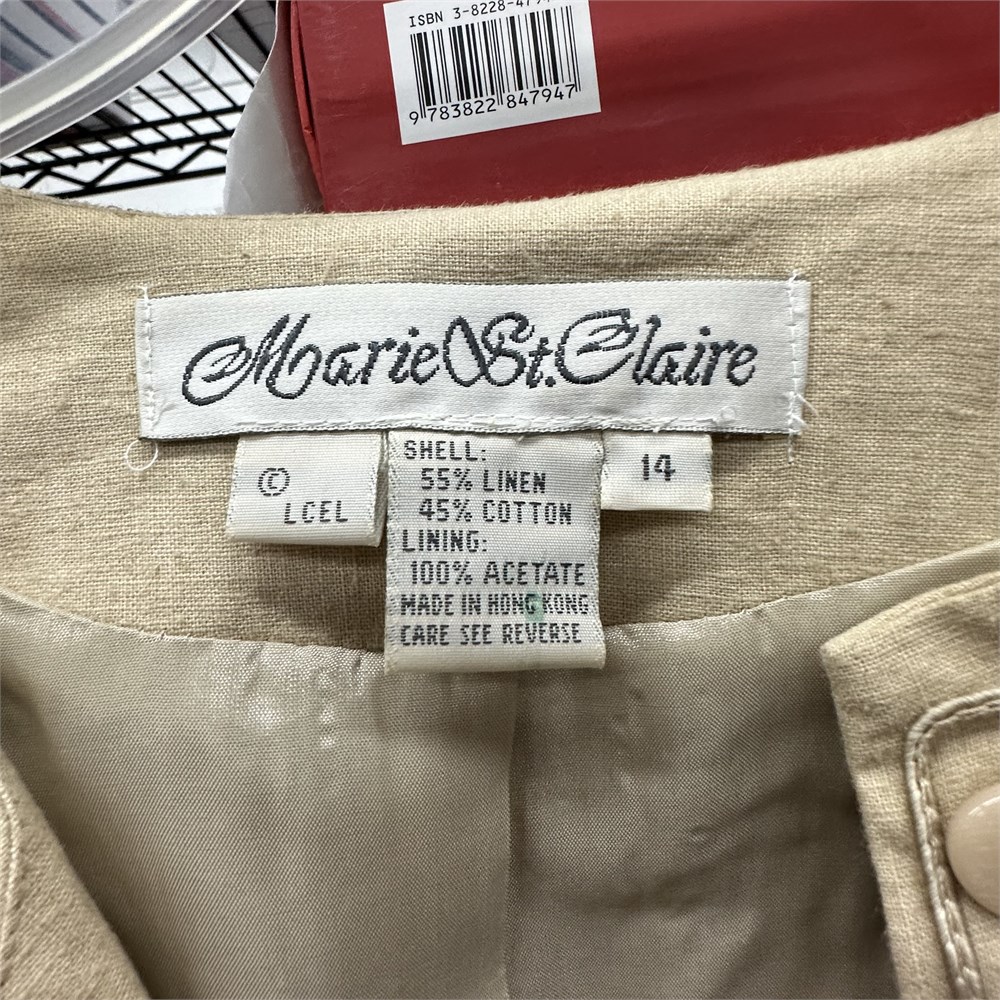 ISBN 3-8228-4794
9 783822 847947
Marie St. Claire
©
LCEL
SHELL:
55% LINEN
45% COTTON
LINING:
100% ACETATE
MADE IN HONG KONG
CARE SEE REVERSE
14